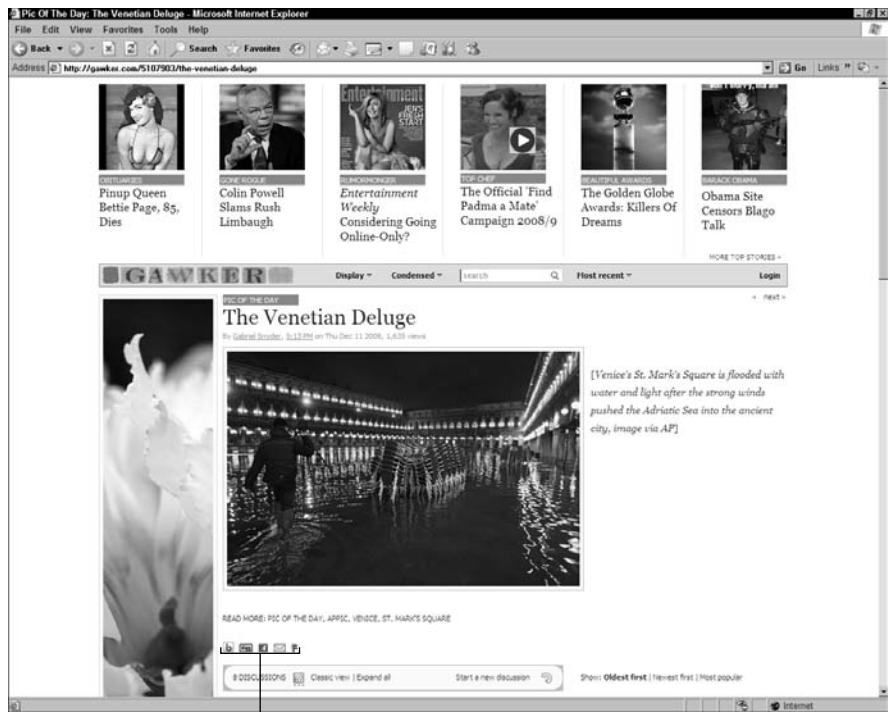 Pic Of The Day: The Venetian Deluge - Microsoft Internet Explorer
File Edit View Favorites Tools Help
Back Search Favorites
Address http://gawker.com/5107903/the-venetian-deluge Go Links »
Entertainment
JEN'S
FRESH
START
OBITUARIES
Pinup Queen
Bettie Page, 85,
Dies
GONE ROGUE
Colin Powell
Slams Rush
Limbaugh
RUMORMONGER
Entertainment
Weekly
Considering Going
Online-Only?
TOP CHEF
The Official 'Find
Padma a Mate'
Campaign 2008/9
BEAUTIFUL AWARDS
The Golden Globe
Awards: Killers Of
Dreams
BARACK OBAMA
Obama Site
Censors Blago
Talk
MORE TOP STORIES »
GAWKER Display Condensed search Most recent Login
PIC OF THE DAY
« next »
The Venetian Deluge
By Gabriel Snyder, 9:13 PM on Thu Dec 11 2008, 1,635 views
[Venice's St. Mark's Square is flooded with
water and light after the strong winds
pushed the Adriatic Sea into the ancient
city, image via AP]
READ MORE: PIC OF THE DAY, APPIC, VENICE, ST. MARK'S SQUARE
8 DISCUSSIONS Classic view | Expand all Start a new discussion Show: Oldest first | Newest first | Most popular
Internet